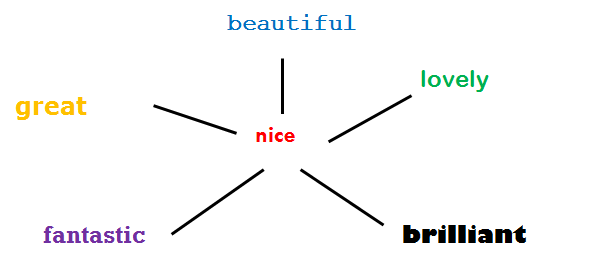 beautiful
lovely
great
nice
fantastic
brilliant